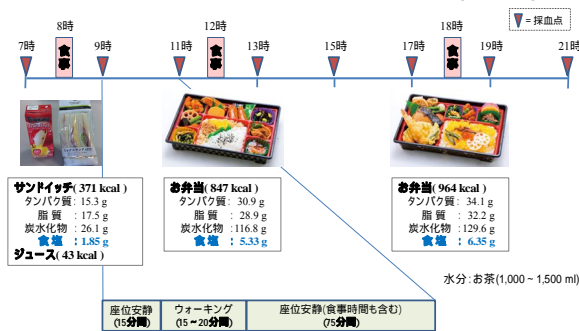 ▼= 採血点
8時
12時
18時
7時
食事
9時
11時
食事
13時
15時
17時
食事
19時
21時
サンドイッチ( 371 kcal )
タンパク質: 15.3 g
脂 質 : 17.5 g
炭水化物 : 26.1 g
食 塩 : 1.85 g
ジュース( 43 kcal )
お弁当( 847 kcal )
タンパク質: 30.9 g
脂 質 : 28.9 g
炭水化物 :116.8 g
食 塩 : 5.33 g
お弁当( 964 kcal )
タンパク質: 34.1 g
脂 質 : 32.2 g
炭水化物 :129.6 g
食 塩 : 6.35 g
水分:お茶(1,000 ~ 1,500 ml)
座位安静
(15分間)
ウォーキング
(15 ~ 20分間)
座位安静(食事時間も含む)
(75分間)